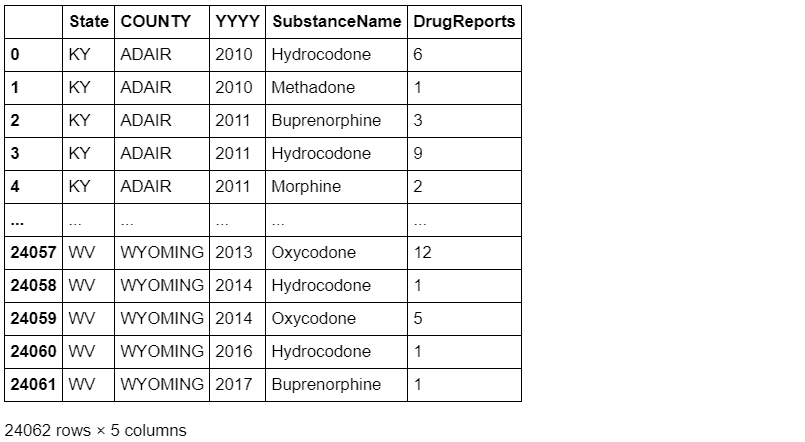 State COUNTY YYYY SubstanceName DrugReports
0 KY ADAIR 2010 Hydrocodone 6
1 KY ADAIR 2010 Methadone 1
2 KY ADAIR 2011 Buprenorphine 3
3 KY ADAIR 2011 Hydrocodone 9
4 KY ADAIR 2011 Morphine 2
... ... ... ... ... ...
24057 WV WYOMING 2013 Oxycodone 12
24058 WV WYOMING 2014 Hydrocodone 1
24059 WV WYOMING 2014 Oxycodone 5
24060 WV WYOMING 2016 Hydrocodone 1
24061 WV WYOMING 2017 Buprenorphine 1
24062 rows × 5 columns